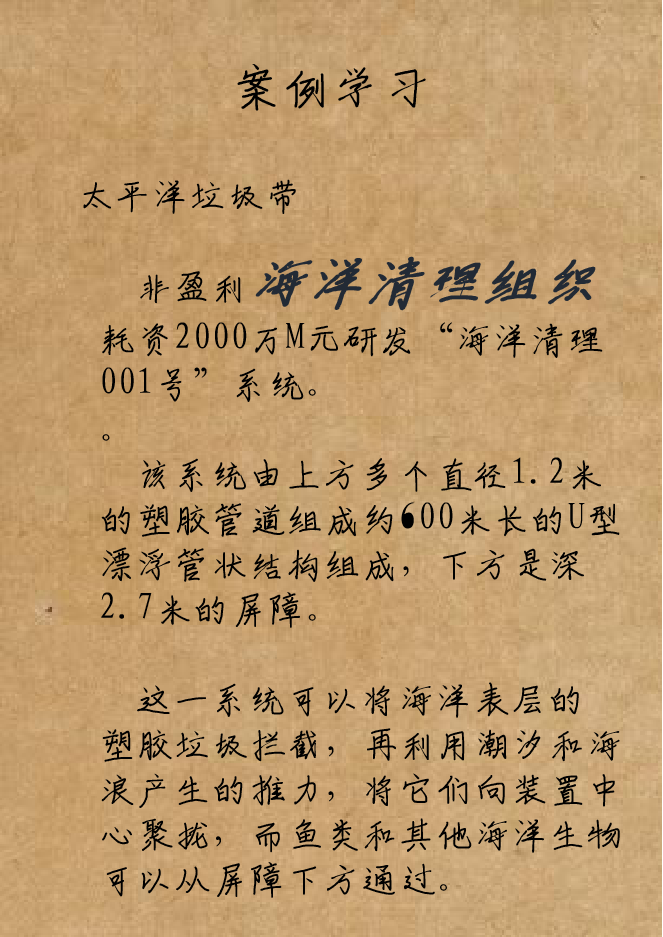 案例学习
太平洋垃圾带
非盈利海洋清理组织
耗资2000万M元研发“海洋清理
001号”系统。
。
该系统由上方多个直径1.2米
的塑胶管道组成约600米长的U型
漂浮管状结构组成，下方是深
2.7米的屏障。
这一系统可以将海洋表层的
塑胶垃圾拦截，再利用潮汐和海
浪产生的推力，将它们向装置中
心聚拢，而鱼类和其他海洋生物
可以从屏障下方通过。